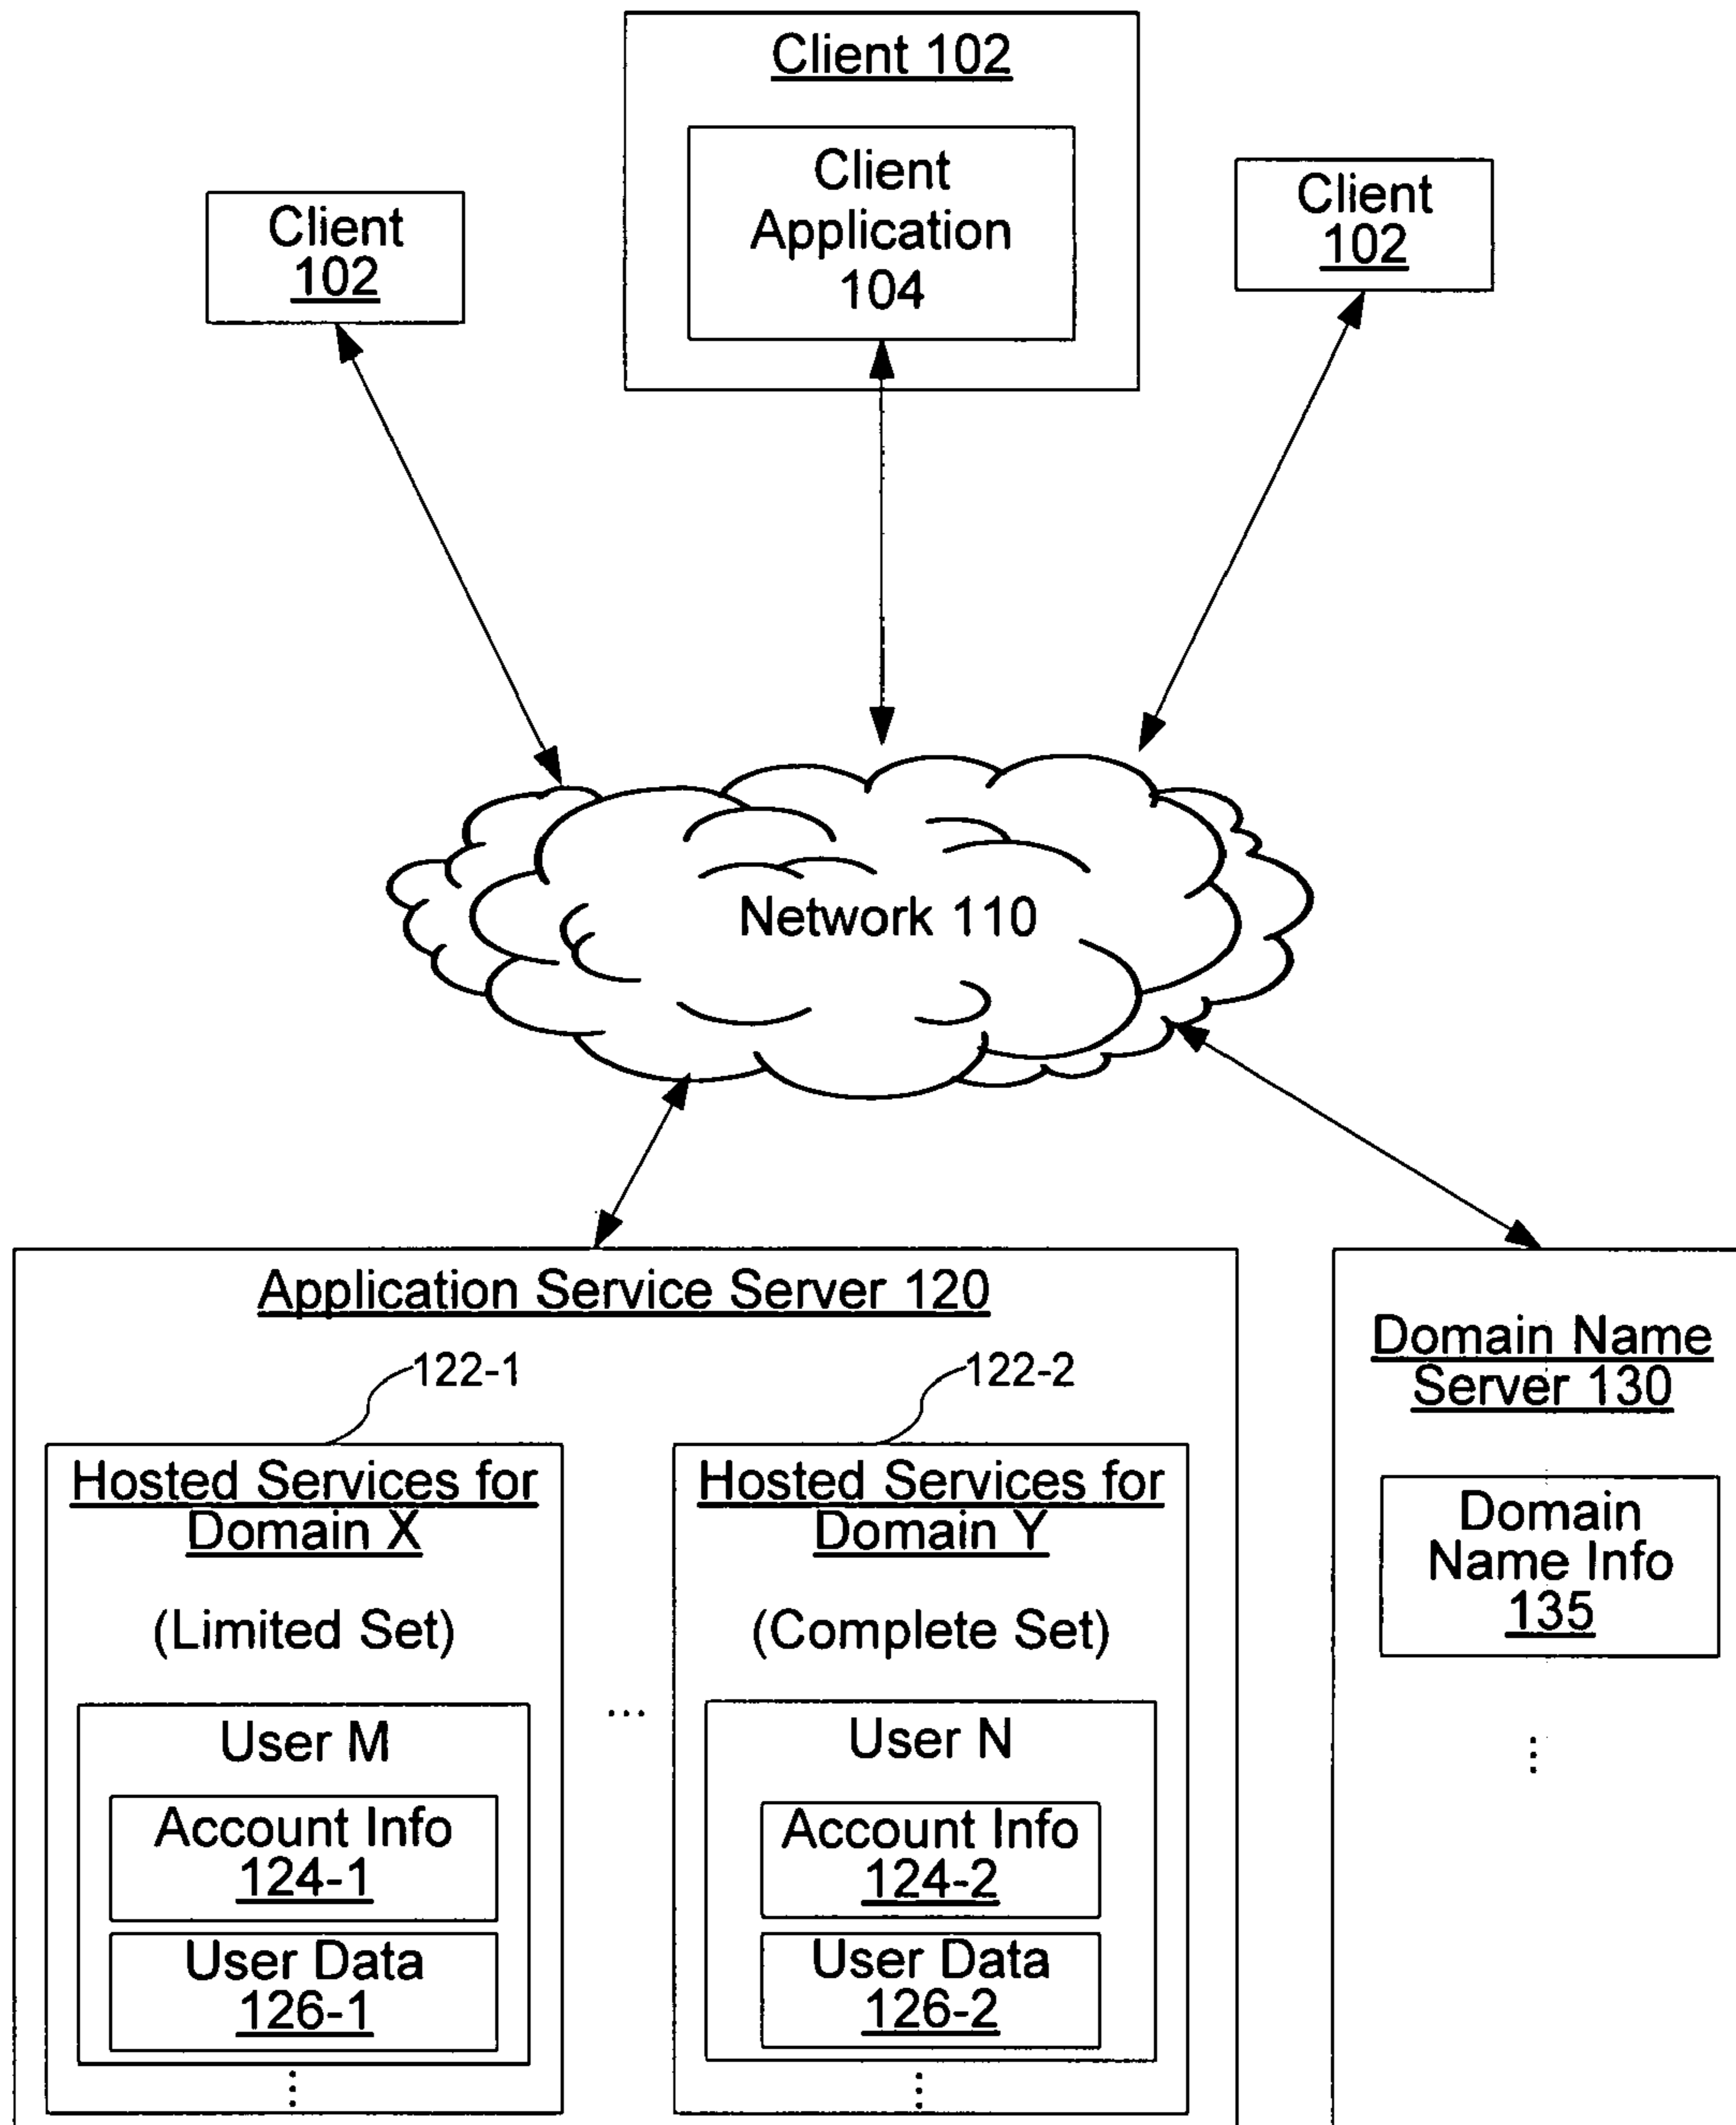 Client 102
Client
Application
104
Client
102
Client
102
Network 110
Application Service Server 120
122-1
122-2
Hosted Services for
Domain X
(Limited Set)
User M
Account Info
124-1
User Data
126-1
⋮
...
Hosted Services for
Domain Y
(Complete Set)
User N
Account Info
124-2
User Data
126-2
⋮
Domain Name
Server 130
Domain
Name Info
135
⋮